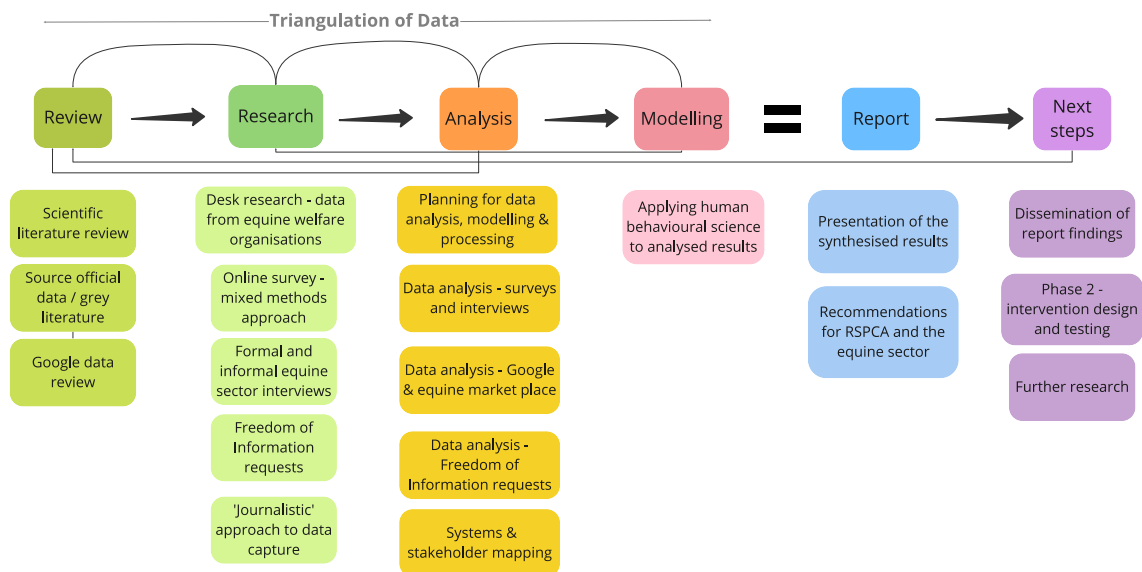 Triangulation of Data
Review
Research
Analysis
Modelling
=
Report
Next
steps
Scientific
literature review
Source official
data / grey
literature
Google data
review
Desk research - data
from equine welfare
organisations
Online survey -
mixed methods
approach
Formal and
informal equine
sector interviews
Freedom of
Information
requests
'Journalistic'
approach to data
capture
Planning for data
analysis, modelling &
processing
Data analysis - surveys
and interviews
Data analysis - Google
& equine market place
Data analysis -
Freedom of
Information requests
Systems &
stakeholder mapping
Applying human
behavioural science
to analysed results
Presentation of the
synthesised results
Recommendations
for RSPCA and the
equine sector
Dissemination of
report findings
Phase 2 -
intervention design
and testing
Further research